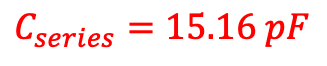 C_series = 15.16 pF